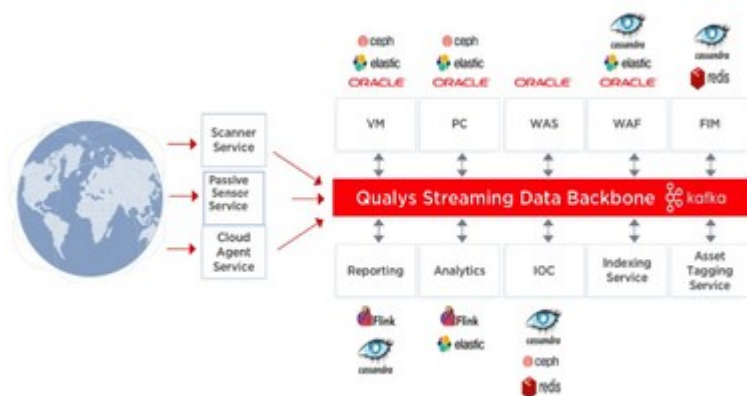 ceph
elastic
ORACLE
ceph
elastic
ORACLE
ORACLE
cassandra
elastic
ORACLE
cassandra
redis
VM
PC
WAS
WAF
FIM
Scanner
Service
Passive
Sensor
Service
Cloud
Agent
Service
Qualys Streaming Data Backbone
kafka
Reporting
Analytics
IOC
Indexing
Service
Asset
Tagging
Service
Flink
cassandra
Flink
elastic
cassandra
ceph
redis